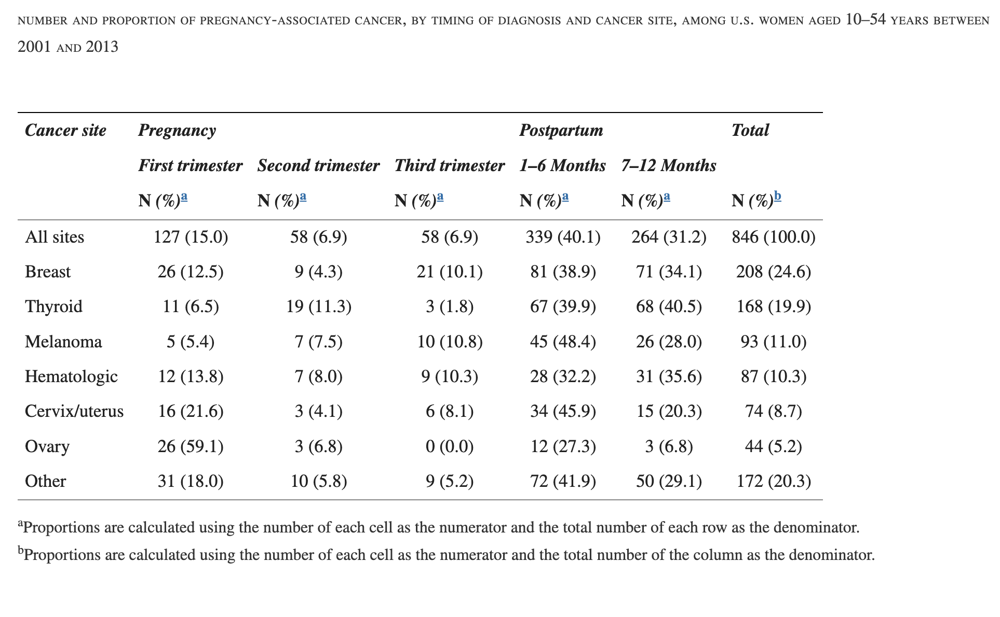 NUMBER AND PROPORTION OF PREGNANCY-ASSOCIATED CANCER, BY TIMING OF DIAGNOSIS AND CANCER SITE, AMONG U.S. WOMEN AGED 10–54 YEARS BETWEEN
2001 AND 2013
Cancer site Pregnancy Postpartum Total
First trimester Second trimester Third trimester 1–6 Months 7–12 Months
N (%)a N (%)a N (%)a N (%)a N (%)a N (%)b
All sites 127 (15.0) 58 (6.9) 58 (6.9) 339 (40.1) 264 (31.2) 846 (100.0)
Breast 26 (12.5) 9 (4.3) 21 (10.1) 81 (38.9) 71 (34.1) 208 (24.6)
Thyroid 11 (6.5) 19 (11.3) 3 (1.8) 67 (39.9) 68 (40.5) 168 (19.9)
Melanoma 5 (5.4) 7 (7.5) 10 (10.8) 45 (48.4) 26 (28.0) 93 (11.0)
Hematologic 12 (13.8) 7 (8.0) 9 (10.3) 28 (32.2) 31 (35.6) 87 (10.3)
Cervix/uterus 16 (21.6) 3 (4.1) 6 (8.1) 34 (45.9) 15 (20.3) 74 (8.7)
Ovary 26 (59.1) 3 (6.8) 0 (0.0) 12 (27.3) 3 (6.8) 44 (5.2)
Other 31 (18.0) 10 (5.8) 9 (5.2) 72 (41.9) 50 (29.1) 172 (20.3)
aProportions are calculated using the number of each cell as the numerator and the total number of each row as the denominator.
bProportions are calculated using the number of each cell as the numerator and the total number of the column as the denominator.